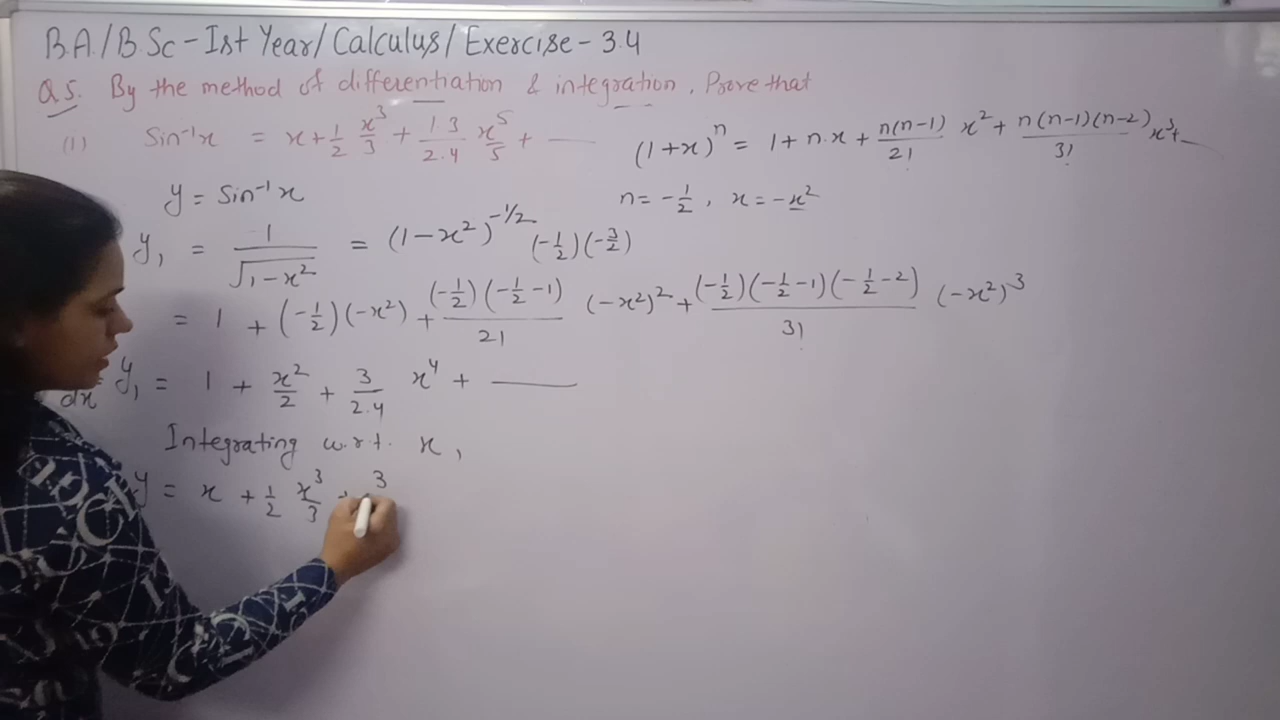 B.A./B.Sc - Ist Year/ Calculus/ Exercise - 3.4
Q5. By the method of differentiation & integration, Prove that
(1) Sin⁻¹x = x + 1/2 x³/3 + 1.3/2.4 x⁵/5 + ——
(1+x)ⁿ = 1 + n.x + n(n-1)/2! x² + n(n-1)(n-2)/3! x³ + —
y = Sin⁻¹x
n = -1/2, x = -x²
y₁ = 1/√(1-x²) = (1-x²)^(-1/2)
(-1/2)(-3/2)
= 1 + (-1/2)(-x²) + (-1/2)(-1/2-1)/2! (-x²)² + (-1/2)(-1/2-1)(-1/2-2)/3! (-x²)³
dx y₁ = 1 + x²/2 + 3/2.4 x⁴ + ——
Integrating w.r.t. x,
y = x + 1/2 x³/3 + 3